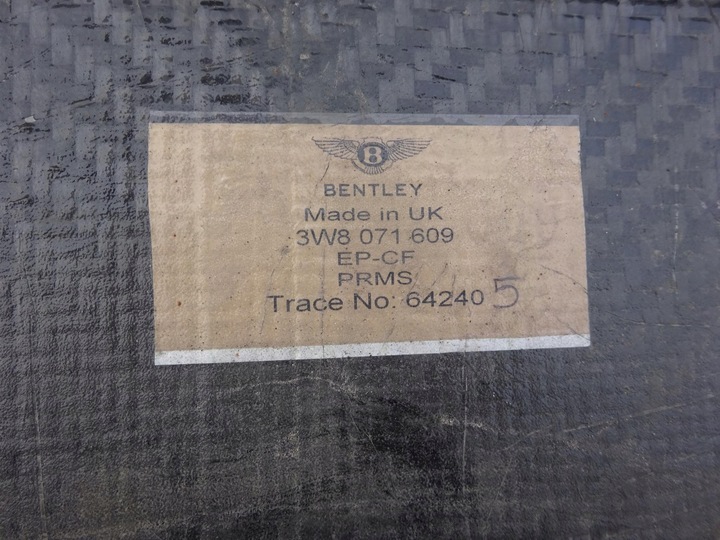 B
BENTLEY
Made in UK
3W8 071 609
EP-CF
PRMS
Trace No: 64240 5